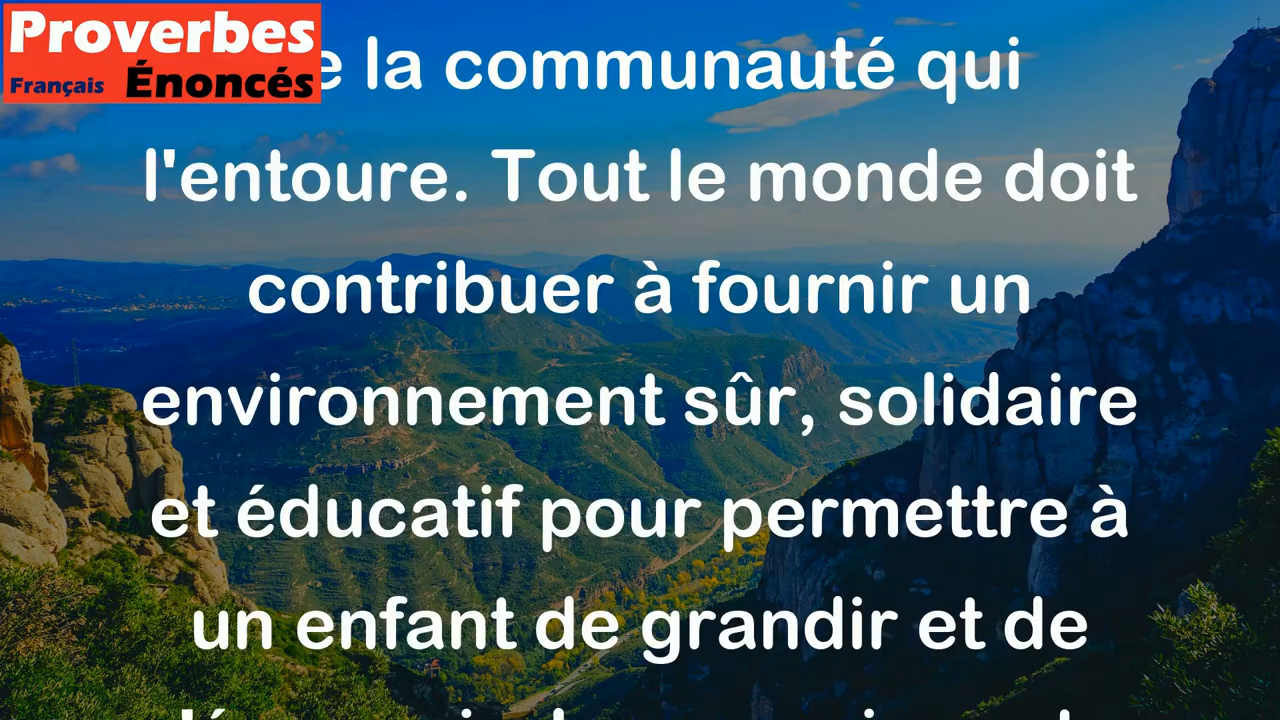 Proverbes
Français Énoncés
la communauté qui
l'entoure. Tout le monde doit
contribuer à fournir un
environnement sûr, solidaire
et éducatif pour permettre à
un enfant de grandir et de